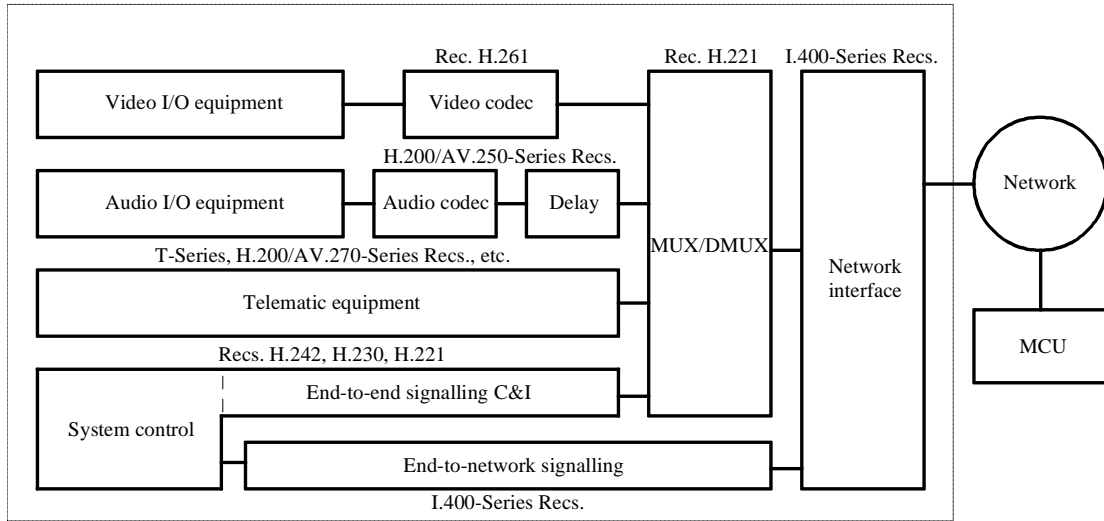 Rec. H.261
Rec. H.221
I.400-Series Recs.
Video I/O equipment
Video codec
H.200/AV.250-Series Recs.
Audio I/O equipment
Audio codec
Delay
Network
MUX/DMUX
T-Series, H.200/AV.270-Series Recs., etc.
Network
interface
Telematic equipment
Recs. H.242, H.230, H.221
MCU
End-to-end signalling C&I
System control
End-to-network signalling
I.400-Series Recs.